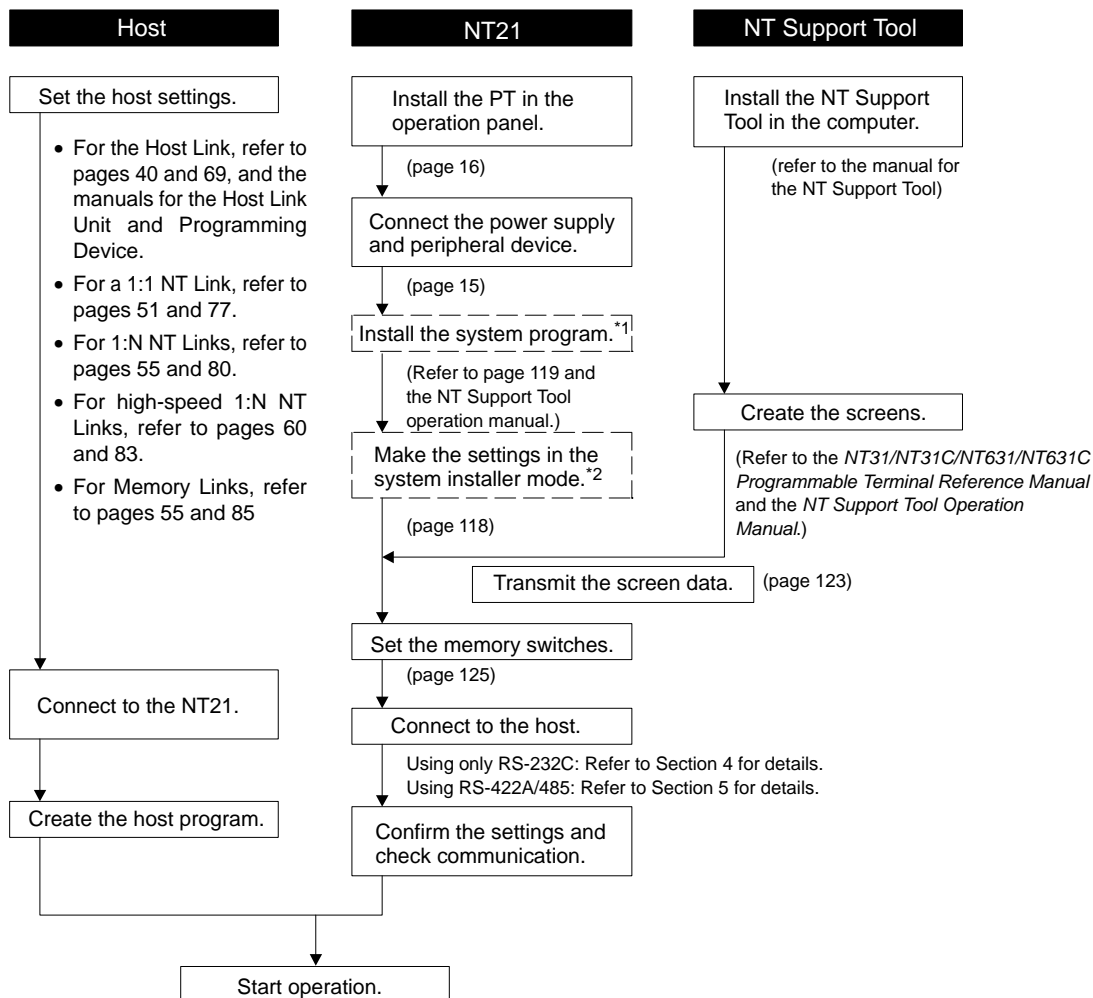 Host
NT21
NT Support Tool
Set the host settings.
• For the Host Link, refer to
pages 40 and 69, and the
manuals for the Host Link
Unit and Programming
Device.
• For a 1:1 NT Link, refer to
pages 51 and 77.
• For 1:N NT Links, refer to
pages 55 and 80.
• For high-speed 1:N NT
Links, refer to pages 60
and 83.
• For Memory Links, refer
to pages 55 and 85
Connect to the NT21.
Create the host program.
Install the PT in the
operation panel.
(page 16)
Connect the power supply
and peripheral device.
(page 15)
Install the system program.*1
(Refer to page 119 and
the NT Support Tool
operation manual.)
Make the settings in the
system installer mode.*2
(page 118)
Install the NT Support
Tool in the computer.
(refer to the manual for
the NT Support Tool)
Create the screens.
(Refer to the NT31/NT31C/NT631/NT631C
Programmable Terminal Reference Manual
and the NT Support Tool Operation
Manual.)
Transmit the screen data.
(page 123)
Set the memory switches.
(page 125)
Connect to the host.
Using only RS-232C: Refer to Section 4 for details.
Using RS-422A/485: Refer to Section 5 for details.
Confirm the settings and
check communication.
Start operation.